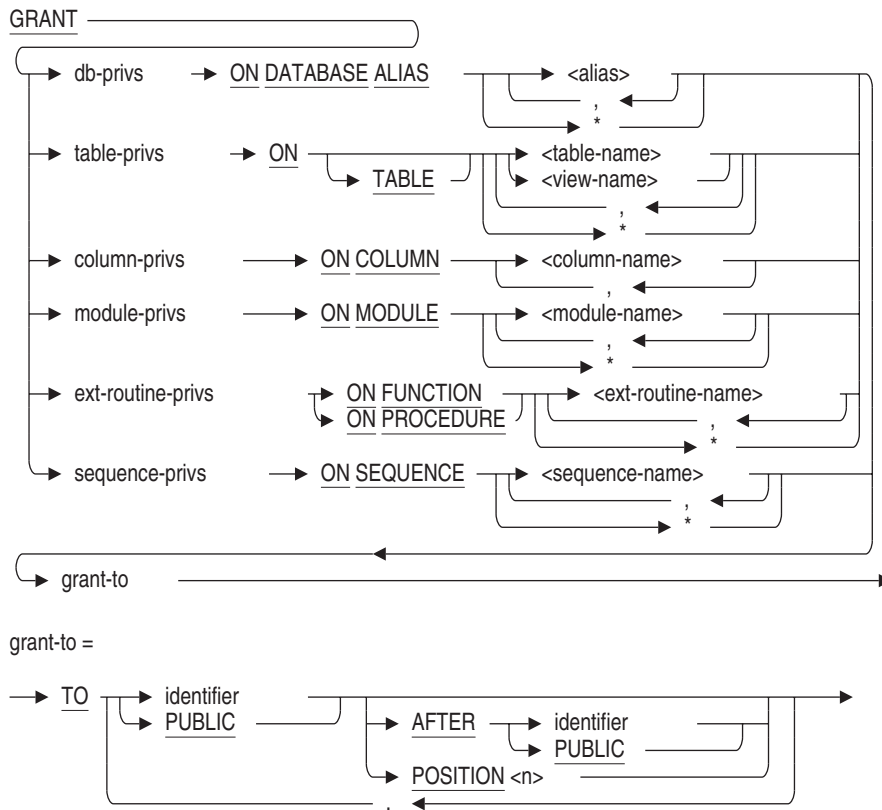 GRANT
db-privs ON DATABASE ALIAS <alias>
,
*
table-privs ON <table-name>
TABLE <view-name>
,
*
column-privs ON COLUMN <column-name>
,
module-privs ON MODULE <module-name>
,
*
ext-routine-privs ON FUNCTION <ext-routine-name>
ON PROCEDURE ,
*
sequence-privs ON SEQUENCE <sequence-name>
,
*
grant-to
grant-to =
TO identifier
PUBLIC AFTER identifier
PUBLIC
POSITION <n>
,